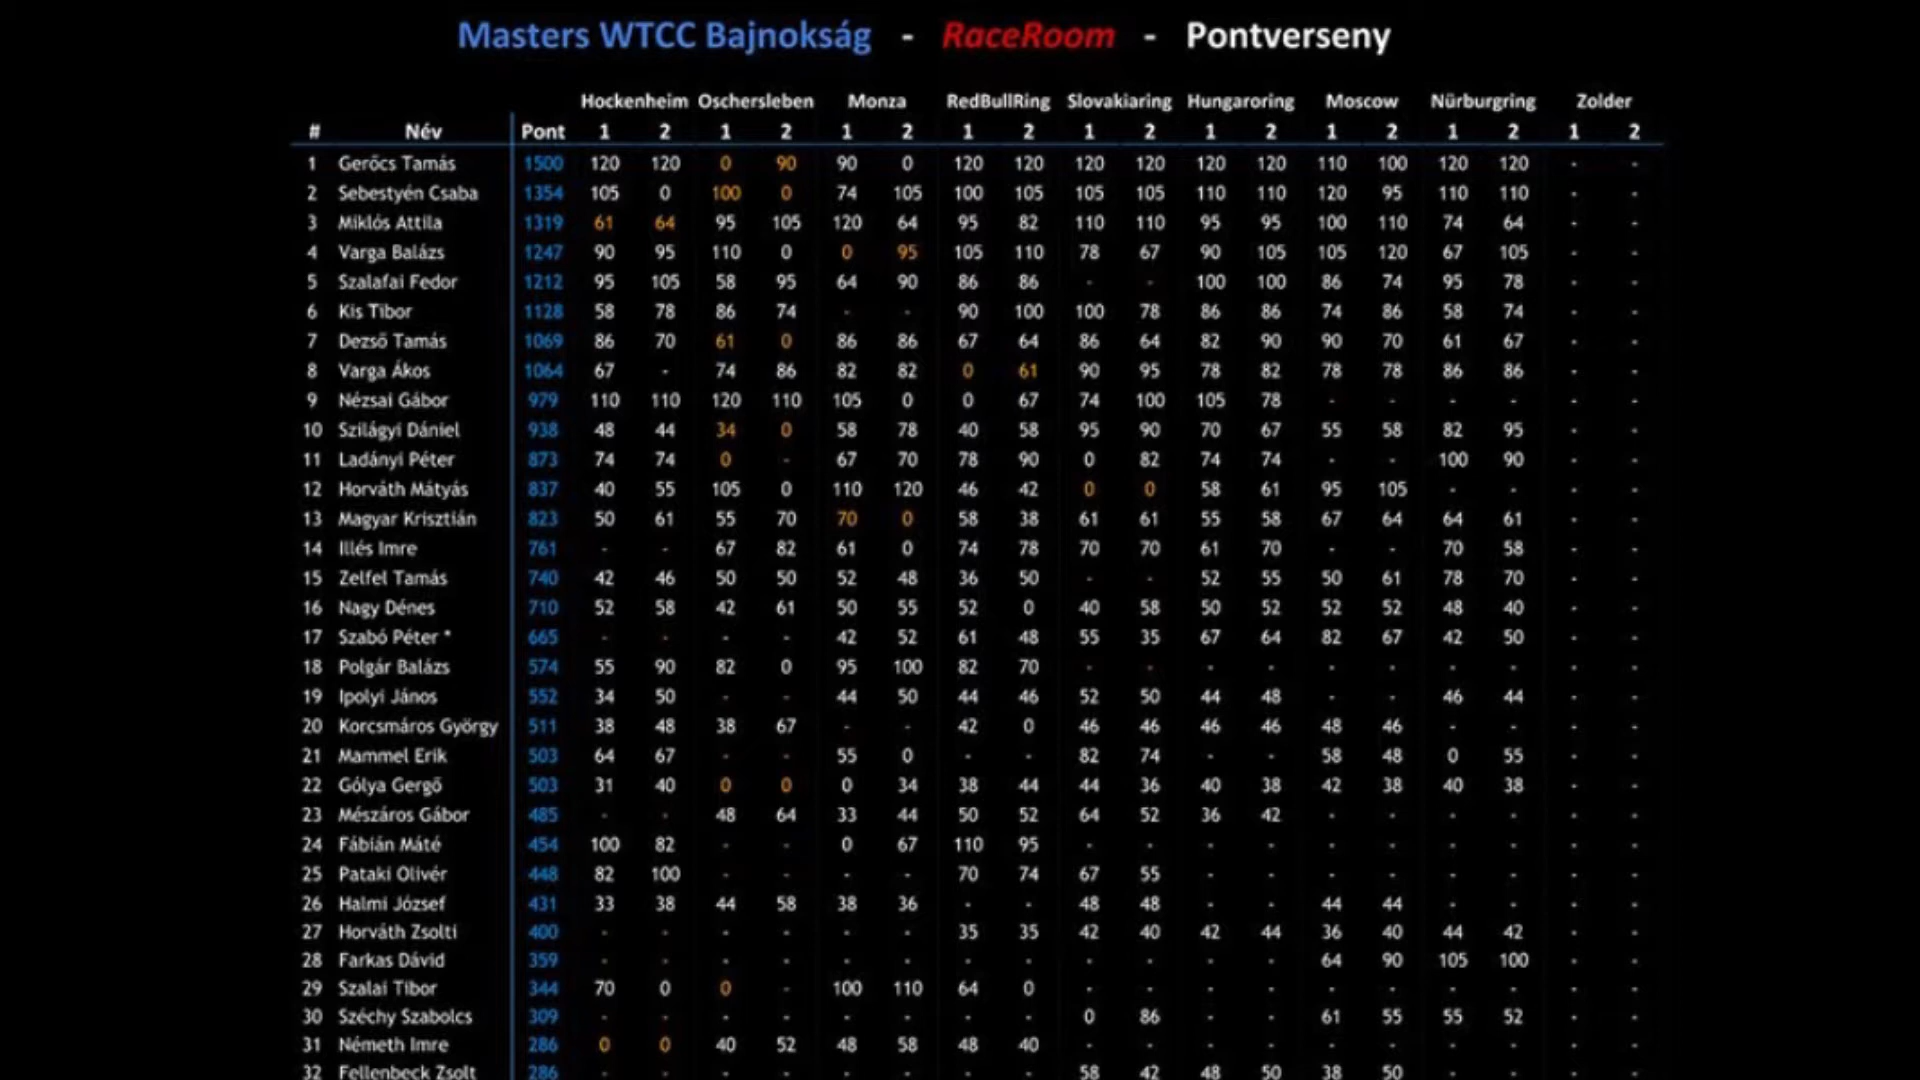 Masters WTCC Bajnokság - RaceRoom - Pontverseny
Hockenheim Oschersleben Monza RedBullRing Slovakiaring Hungaroring Moscow Nürburgring Zolder
# Név Pont 1 2 1 2 1 2 1 2 1 2 1 2 1 2 1 2 1 2
1 Gerőcs Tamás 1500 120 120 0 90 90 0 120 120 120 120 120 120 110 100 120 120 - -
2 Sebestyén Csaba 1354 105 0 100 0 74 105 100 105 105 105 110 110 120 95 110 110 - -
3 Miklós Attila 1319 61 64 95 105 120 64 95 82 110 110 95 95 100 110 74 64 - -
4 Varga Balázs 1247 90 95 110 0 0 95 105 110 78 67 90 105 105 120 67 105 - -
5 Szalafai Fedor 1212 95 105 58 95 64 90 86 86 - - 100 100 86 74 95 78 - -
6 Kis Tibor 1128 58 78 86 74 - - 90 100 100 78 86 86 74 86 58 74 - -
7 Dezső Tamás 1069 86 70 61 0 86 86 67 64 86 64 82 90 90 70 61 67 - -
8 Varga Ákos 1064 67 - 74 86 82 82 0 61 90 95 78 82 78 78 86 86 - -
9 Nézsai Gábor 979 110 110 120 110 105 0 0 67 74 100 105 78 - - - - - -
10 Szilágyi Dániel 938 48 44 34 0 58 78 40 58 95 90 70 67 55 58 82 95 - -
11 Ladányi Péter 873 74 74 0 - 67 70 78 90 0 82 74 74 - - 100 90 - -
12 Horváth Mátyás 837 40 55 105 0 110 120 46 42 0 0 58 61 95 105 - - - -
13 Magyar Krisztián 823 50 61 55 70 70 0 58 38 61 61 55 58 67 64 64 61 - -
14 Illés Imre 761 - - 67 82 61 0 74 78 70 70 61 70 - - 70 58 - -
15 Zelfel Tamás 740 42 46 50 50 52 48 36 50 - - 52 55 50 61 78 70 - -
16 Nagy Dénes 710 52 58 42 61 50 55 52 0 40 58 50 52 52 52 48 40 - -
17 Szabó Péter * 665 - - - - 42 52 61 48 55 35 67 64 82 67 42 50 - -
18 Polgár Balázs 574 55 90 82 0 95 100 82 70 - - - - - - - - - -
19 Ipolyi János 552 34 50 - - 44 50 44 46 52 50 44 48 - - 46 44 - -
20 Korcsmáros György 511 38 48 38 67 - - 42 0 46 46 46 46 48 46 - - - -
21 Mammel Erik 503 64 67 - - 55 0 - - 82 74 - - 58 48 0 55 - -
22 Gólya Gergő 503 31 40 0 0 0 34 38 44 44 36 40 38 42 38 40 38 - -
23 Mészáros Gábor 485 - - 48 64 33 44 50 52 64 52 36 42 - - - - - -
24 Fábián Máté 454 100 82 - - 0 67 110 95 - - - - - - - - - -
25 Pataki Olivér 448 82 100 - - - - 70 74 67 55 - - - - - - - -
26 Halmi József 431 33 38 44 58 38 36 - - 48 48 - - 44 44 - - - -
27 Horváth Zsolti 400 - - - - - - 35 35 42 40 42 44 36 40 44 42 - -
28 Farkas Dávid 359 - - - - - - - - - - - - 64 90 105 100 - -
29 Szalai Tibor 344 70 0 0 - 100 110 64 0 - - - - - - - - - -
30 Széchy Szabolcs 309 - - - - - - - - 0 86 - - 61 55 55 52 - -
31 Németh Imre 286 0 0 40 52 48 58 48 40 - - - - - - - - - -
32 Fellenbeck Zsolt 286 - - - - - - - - 58 42 48 50 38 50 - - - -